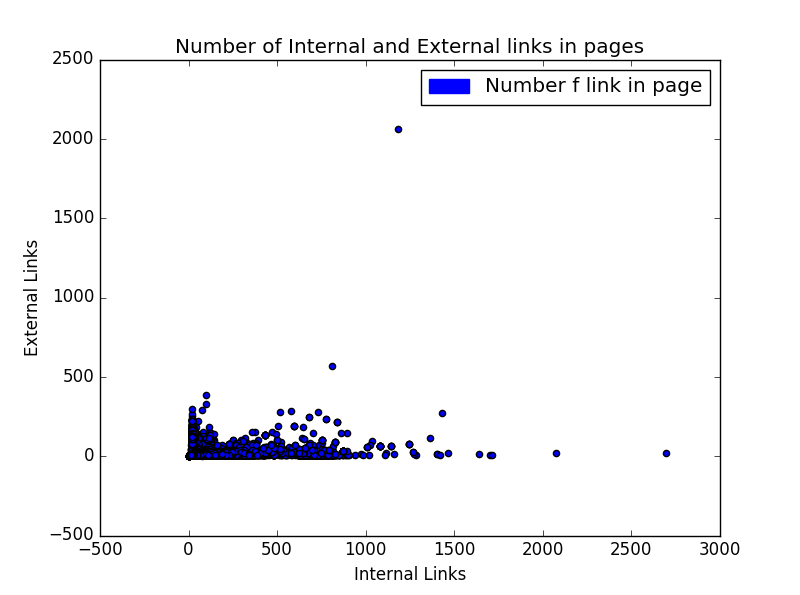 Number of Internal and External links in pages
2500
Number f link in page
2000
1500
1000
500
0
−500
External Links
−500 0 500 1000 1500 2000 2500 3000
Internal Links